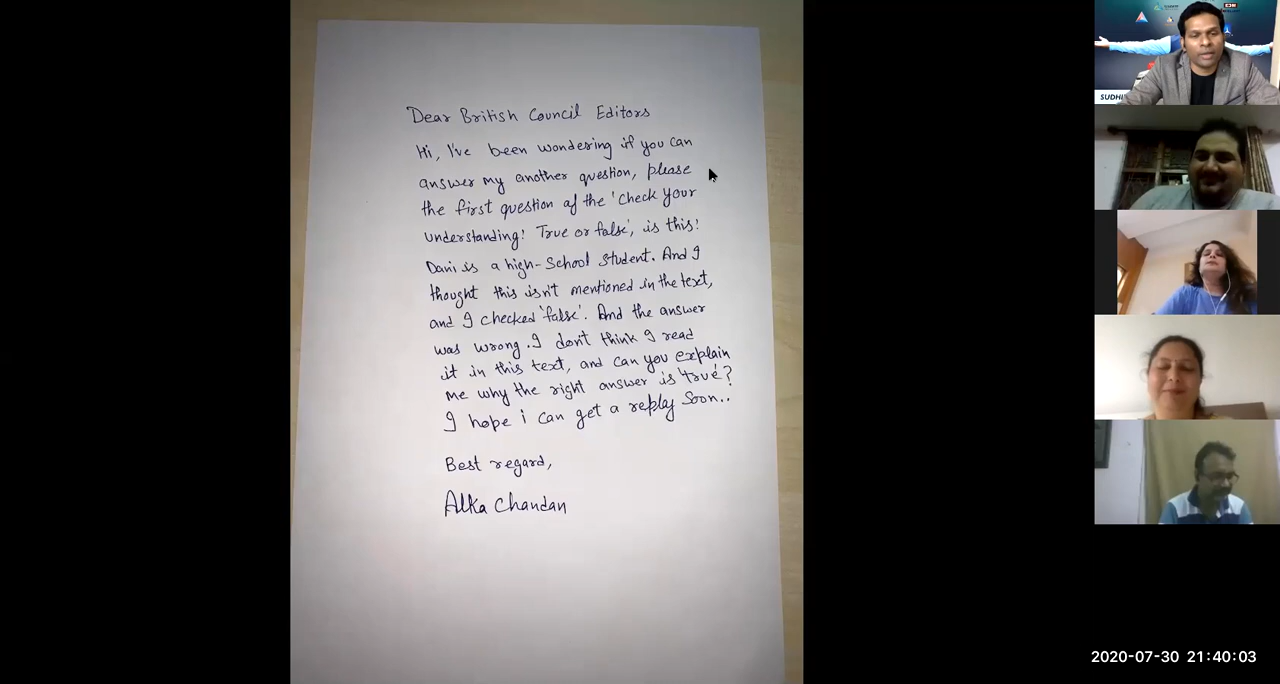 Dear British Council Editors
Hi, I've been wondering if you can
answer my another question, please
the first question of the 'Check your
understanding! True or false', is this!
Dani is a high-School student. And I
thought this isn't mentioned in the text,
and I checked 'false'. And the answer
was wrong. I don't think I read
it in this text, and can you explain
me why the right answer is 'true'?
I hope i can get a reply Soon..
Best regard,
Alka Chandan
SUDHI
2020-07-30 21:40:03